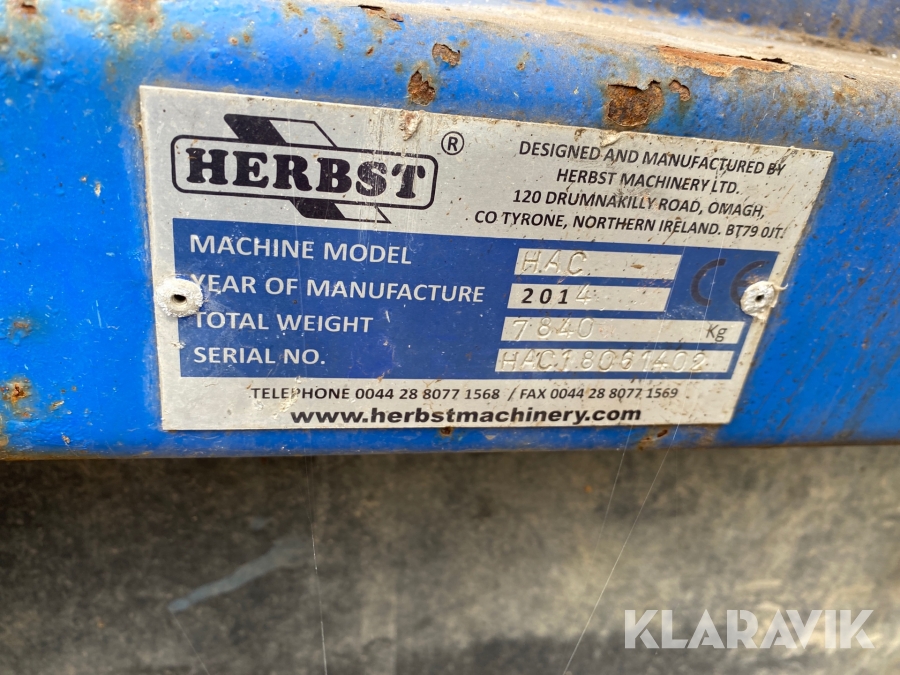 HERBST ®
DESIGNED AND MANUFACTURED BY
HERBST MACHINERY LTD.
120 DRUMNAKILLY ROAD, OMAGH,
CO TYRONE, NORTHERN IRELAND. BT79 0JT.
MACHINE MODEL HAC
YEAR OF MANUFACTURE 2014
TOTAL WEIGHT 7840 Kg
SERIAL NO. HAC18061402
CE
TELEPHONE 0044 28 8077 1568 / FAX 0044 28 8077 1569
www.herbstmachinery.com
KLARAVIK